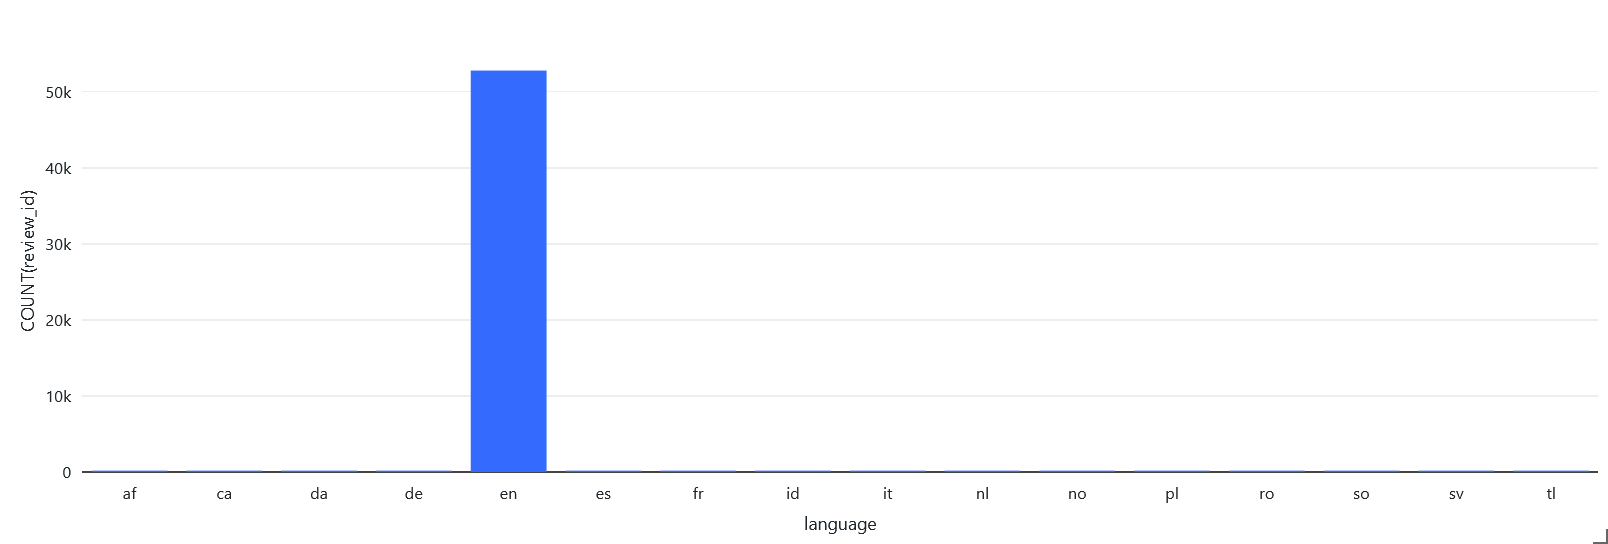 COUNT(review_id)
50k
40k
30k
20k
10k
0
af ca da de en es fr id it nl no pl ro so sv tl
language